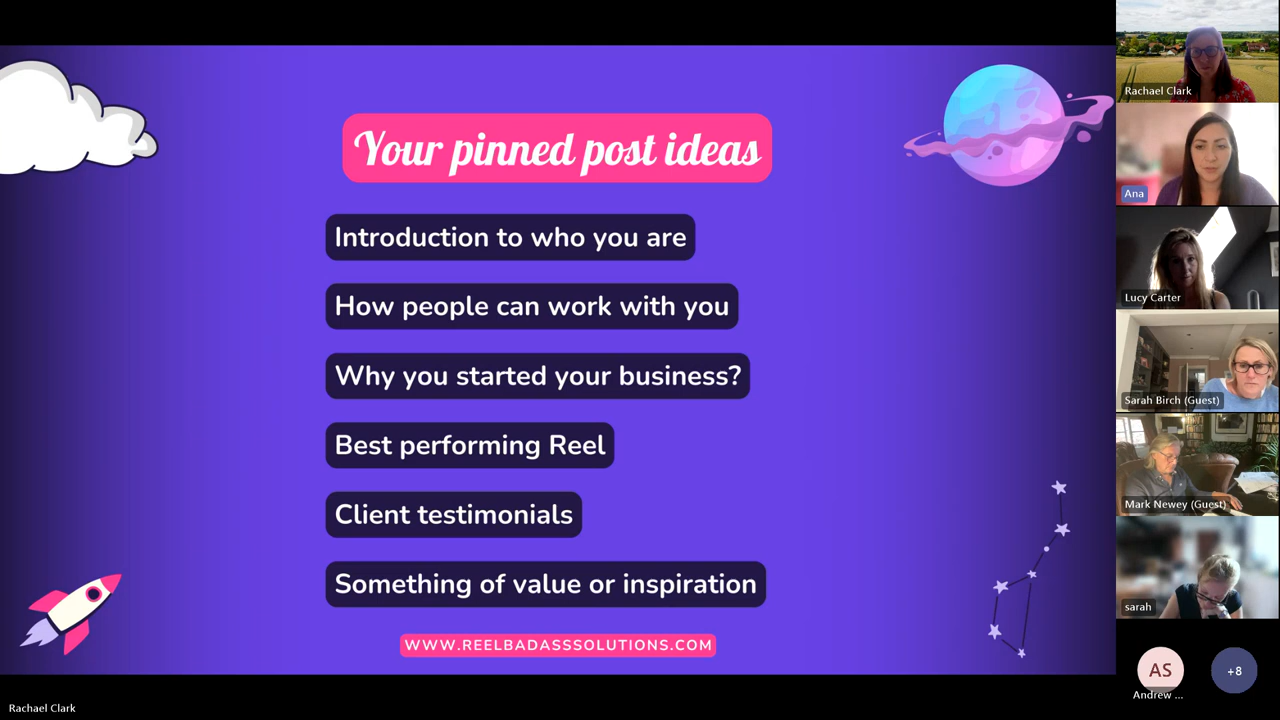 Your pinned post ideas
Introduction to who you are
How people can work with you
Why you started your business?
Best performing Reel
Client testimonials
Something of value or inspiration
WWW.REELBADASSSOLUTIONS.COM
Rachael Clark
Rachael Clark
Ana
Lucy Carter
Sarah Birch (Guest)
Mark Newey (Guest)
sarah
AS
Andrew ...
+8